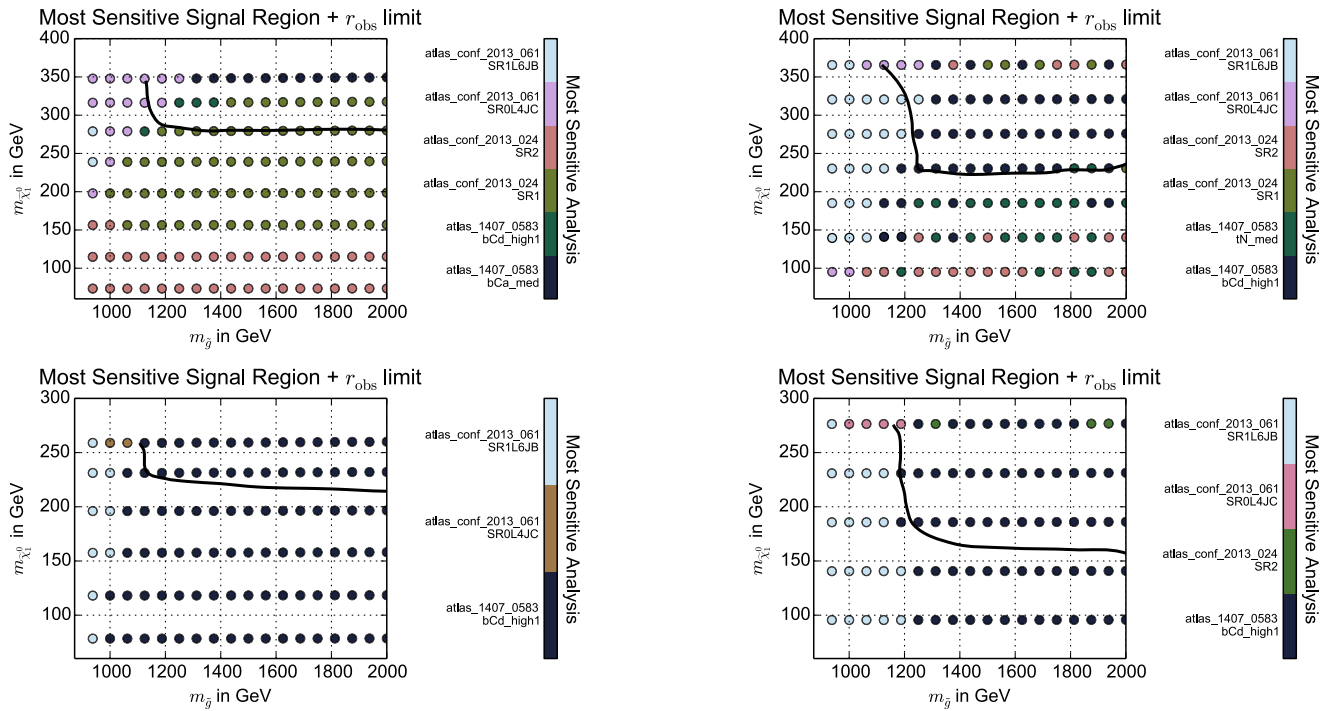 Most Sensitive Signal Region + r_obs limit
400
350
300
250
200
150
100
m_χ̃₁⁰ in GeV
1000 1200 1400 1600 1800 2000
m_g̃ in GeV
atlas_conf_2013_061
SR1L6JB
atlas_conf_2013_061
SR0L4JC
atlas_conf_2013_024
SR2
atlas_conf_2013_024
SR1
atlas_1407_0583
bCd_high1
atlas_1407_0583
bCa_med
Most Sensitive Analysis
Most Sensitive Signal Region + r_obs limit
400
350
300
250
200
150
100
m_χ̃₁⁰ in GeV
1000 1200 1400 1600 1800 2000
m_g̃ in GeV
atlas_conf_2013_061
SR1L6JB
atlas_conf_2013_061
SR0L4JC
atlas_conf_2013_024
SR2
atlas_conf_2013_024
SR1
atlas_1407_0583
tN_med
atlas_1407_0583
bCd_high1
Most Sensitive Analysis
Most Sensitive Signal Region + r_obs limit
300
250
200
150
100
m_χ̃₁⁰ in GeV
1000 1200 1400 1600 1800 2000
m_g̃ in GeV
atlas_conf_2013_061
SR1L6JB
atlas_conf_2013_061
SR0L4JC
atlas_1407_0583
bCd_high1
Most Sensitive Analysis
Most Sensitive Signal Region + r_obs limit
300
250
200
150
100
m_χ̃₁⁰ in GeV
1000 1200 1400 1600 1800 2000
m_g̃ in GeV
atlas_conf_2013_061
SR1L6JB
atlas_conf_2013_061
SR0L4JC
atlas_conf_2013_024
SR2
atlas_1407_0583
bCd_high1
Most Sensitive Analysis